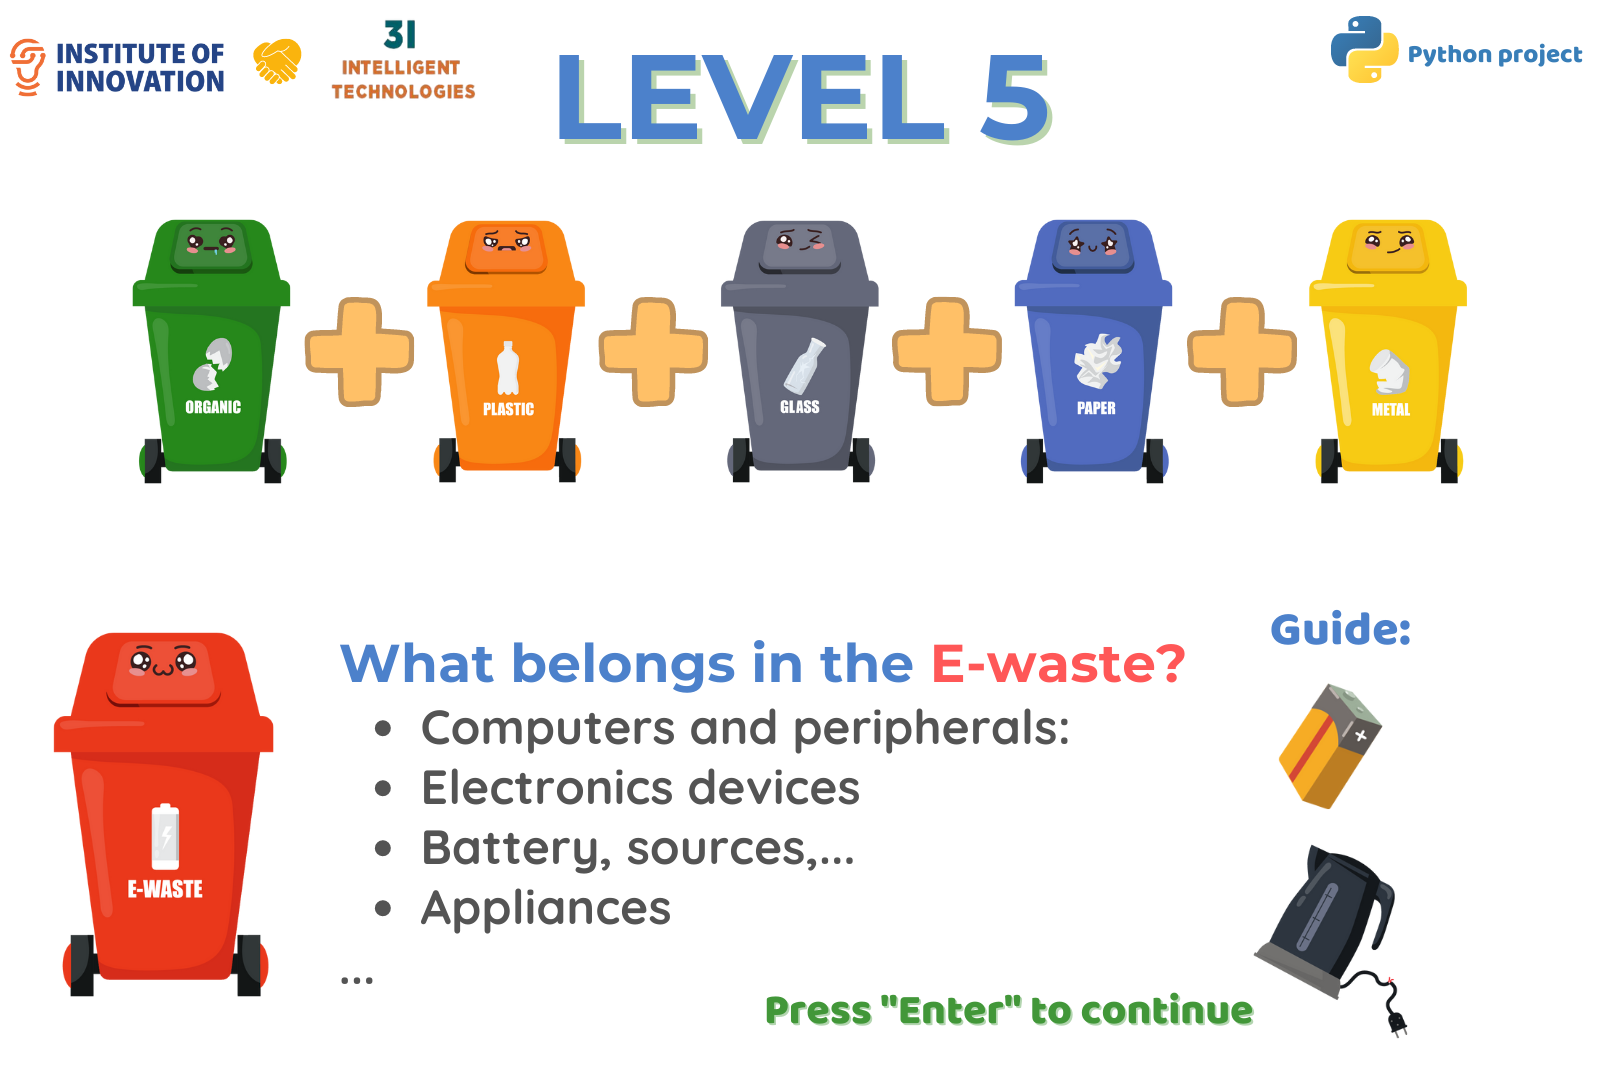 INSTITUTE OF
INNOVATION
3I
INTELLIGENT
TECHNOLOGIES
LEVEL 5
Python project
ORGANIC
PLASTIC
GLASS
PAPER
METAL
E-WASTE
What belongs in the E-waste?
• Computers and peripherals:
• Electronics devices
• Battery, sources,...
• Appliances
...
Guide:
+
Press "Enter" to continue